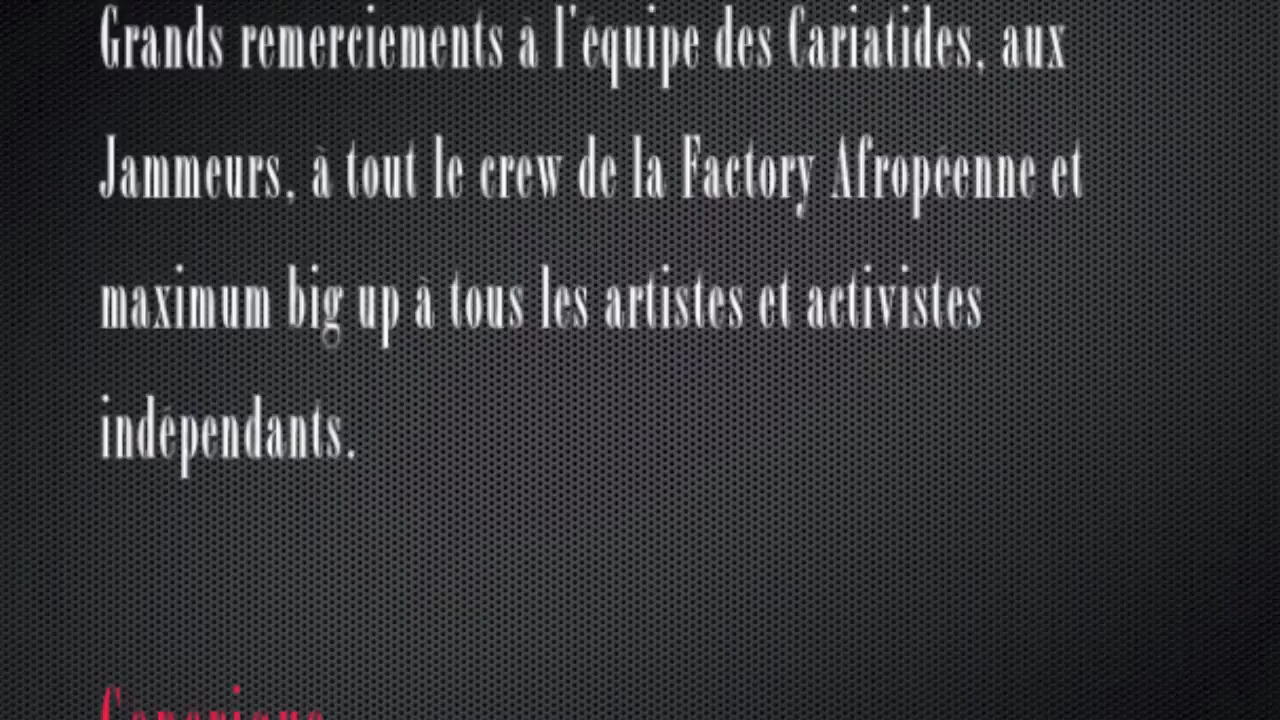 Grands remerciements à l'équipe des Cariatides, aux
Jammeurs, à tout le crew de la Factory Afropéenne et
maximum big up à tous les artistes et activistes
indépendants.